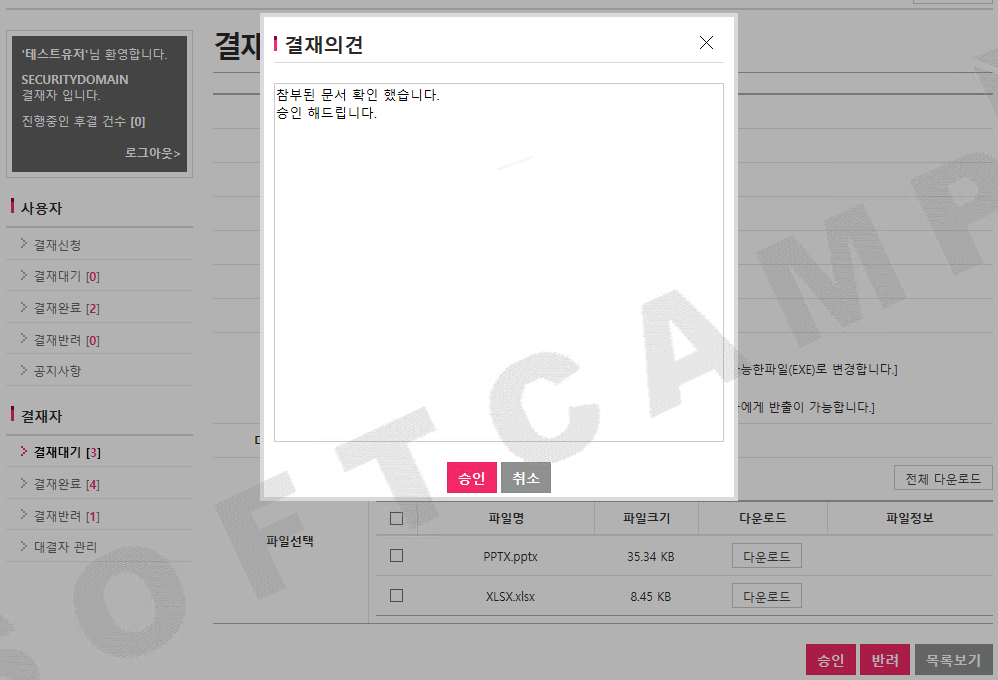 '테스트유저'님 환영합니다.
SECURITYDOMAIN
결재자 입니다.
진행중인 후결 건수 [0]
로그아웃>
사용자
결재신청
결재대기 [0]
결재완료 [2]
결재반려 [0]
공지사항
결재자
결재대기 [3]
결재완료 [4]
결재반려 [1]
대결자 관리
결재
결재의견
참부된 문서 확인 했습니다.
승인 해드립니다.
승인 취소
능한파일(EXE)로 변경합니다.]
에게 반출이 가능합니다.]
전체 다운로드
파일선택
파일명 파일크기 다운로드 파일정보
PPTX.pptx 35.34 KB 다운로드
XLSX.xlsx 8.45 KB 다운로드
승인 반려 목록보기
SOFTCAMP